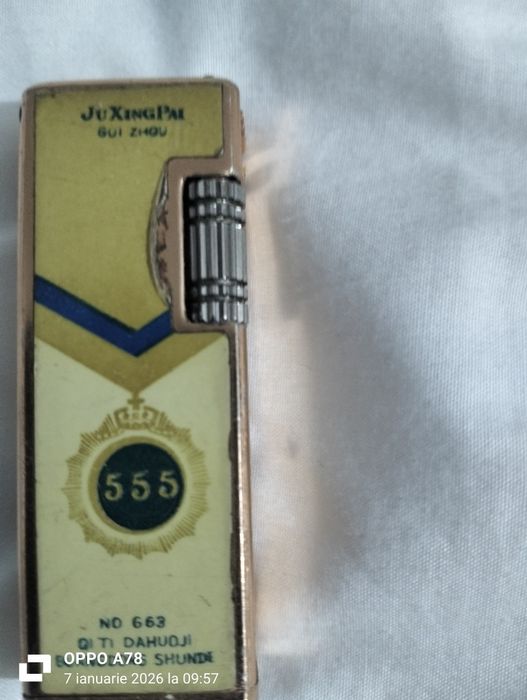 JUXINGPAI
GUI ZHOU
555
NO 663
QI TI DAHUOJI
SHUNDE
OPPO A78
7 ianuarie 2026 la 09:57